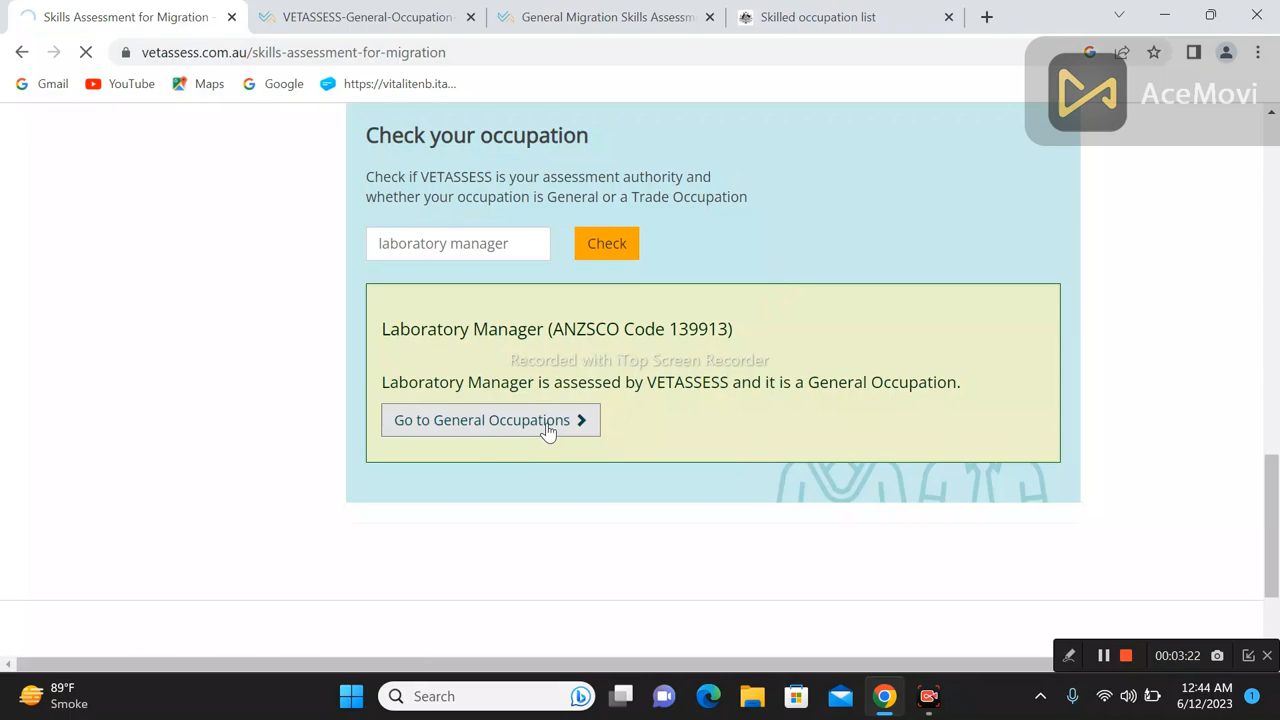 Skills Assessment for Migration -
VETASSESS-General-Occupation-
General Migration Skills Assessm
Skilled occupation list
vetassess.com.au/skills-assessment-for-migration
Gmail
YouTube
Maps
Google
https://vitalitenb.ita...
AceMovi
Check your occupation
Check if VETASSESS is your assessment authority and
whether your occupation is General or a Trade Occupation
laboratory manager
Check
Laboratory Manager (ANZSCO Code 139913)
Recorded with iTop Screen Recorder
Laboratory Manager is assessed by VETASSESS and it is a General Occupation.
Go to General Occupations
00:03:22
89°F
Smoke
Search
12:44 AM
6/12/2023
1